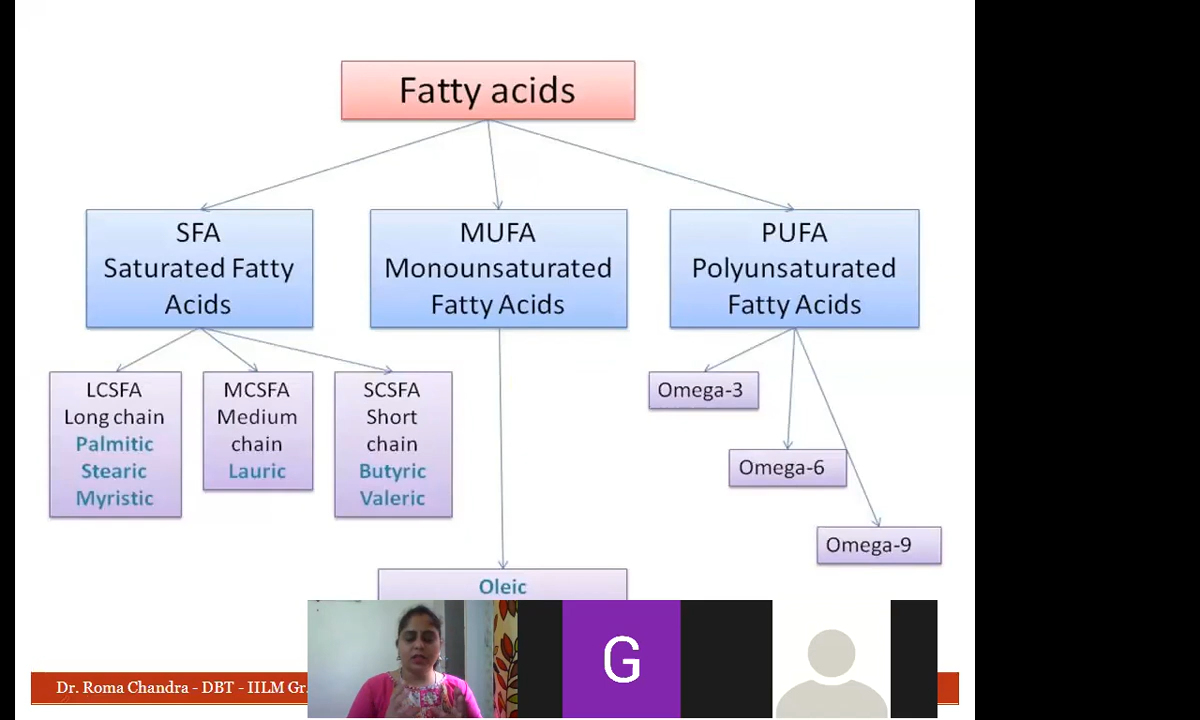 Fatty acids
SFA
Saturated Fatty
Acids
MUFA
Monounsaturated
Fatty Acids
PUFA
Polyunsaturated
Fatty Acids
LCSFA
Long chain
Palmitic
Stearic
Myristic
MCSFA
Medium
chain
Lauric
SCSFA
Short
chain
Butyric
Valeric
Omega-3
Omega-6
Omega-9
Oleic
G
Dr. Roma Chandra - DBT - IILM Gr.